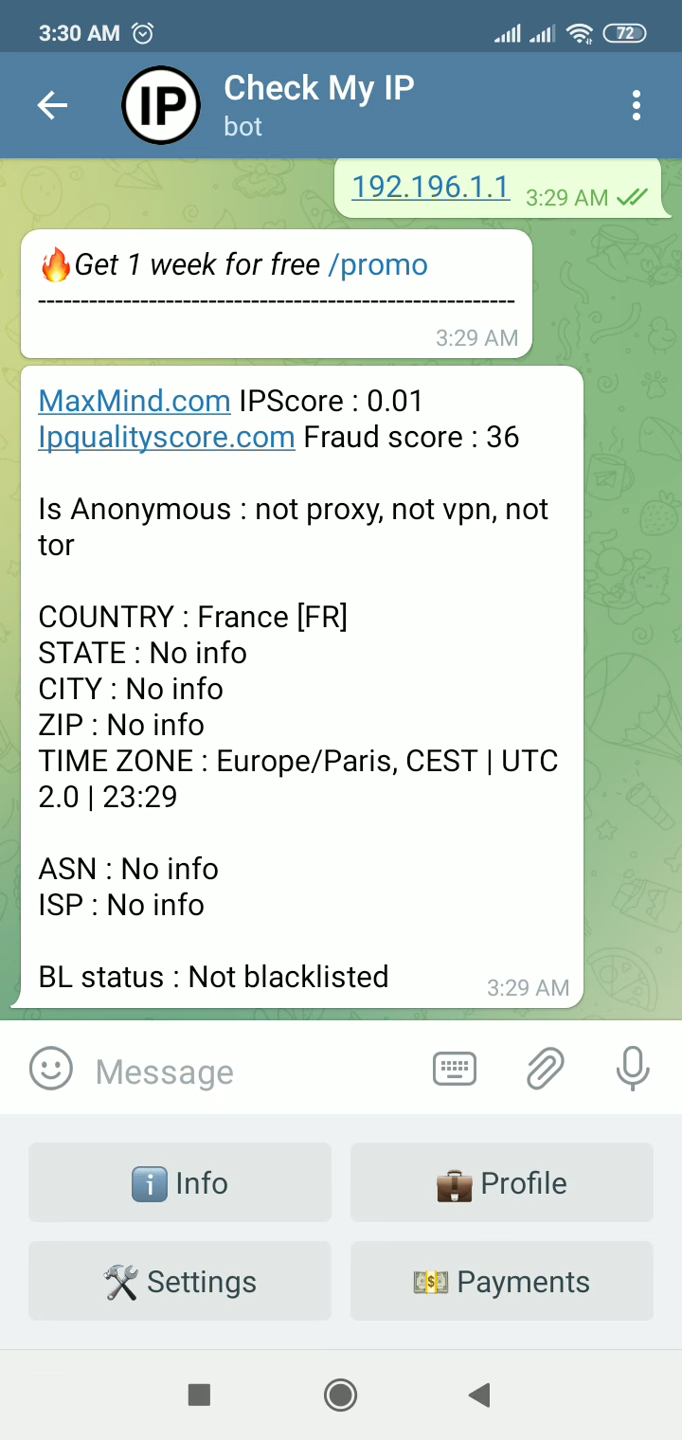 3:30 AM
72
IP
Check My IP
bot
192.196.1.1
3:29 AM
🔥Get 1 week for free /promo
-------------------------------------------------------
3:29 AM
MaxMind.com IPScore : 0.01
Ipqualityscore.com Fraud score : 36
Is Anonymous : not proxy, not vpn, not
tor
COUNTRY : France [FR]
STATE : No info
CITY : No info
ZIP : No info
TIME ZONE : Europe/Paris, CEST | UTC
2.0 | 23:29
ASN : No info
ISP : No info
BL status : Not blacklisted
3:29 AM
Message
ℹ️ Info
💼 Profile
🛠 Settings
💵 Payments